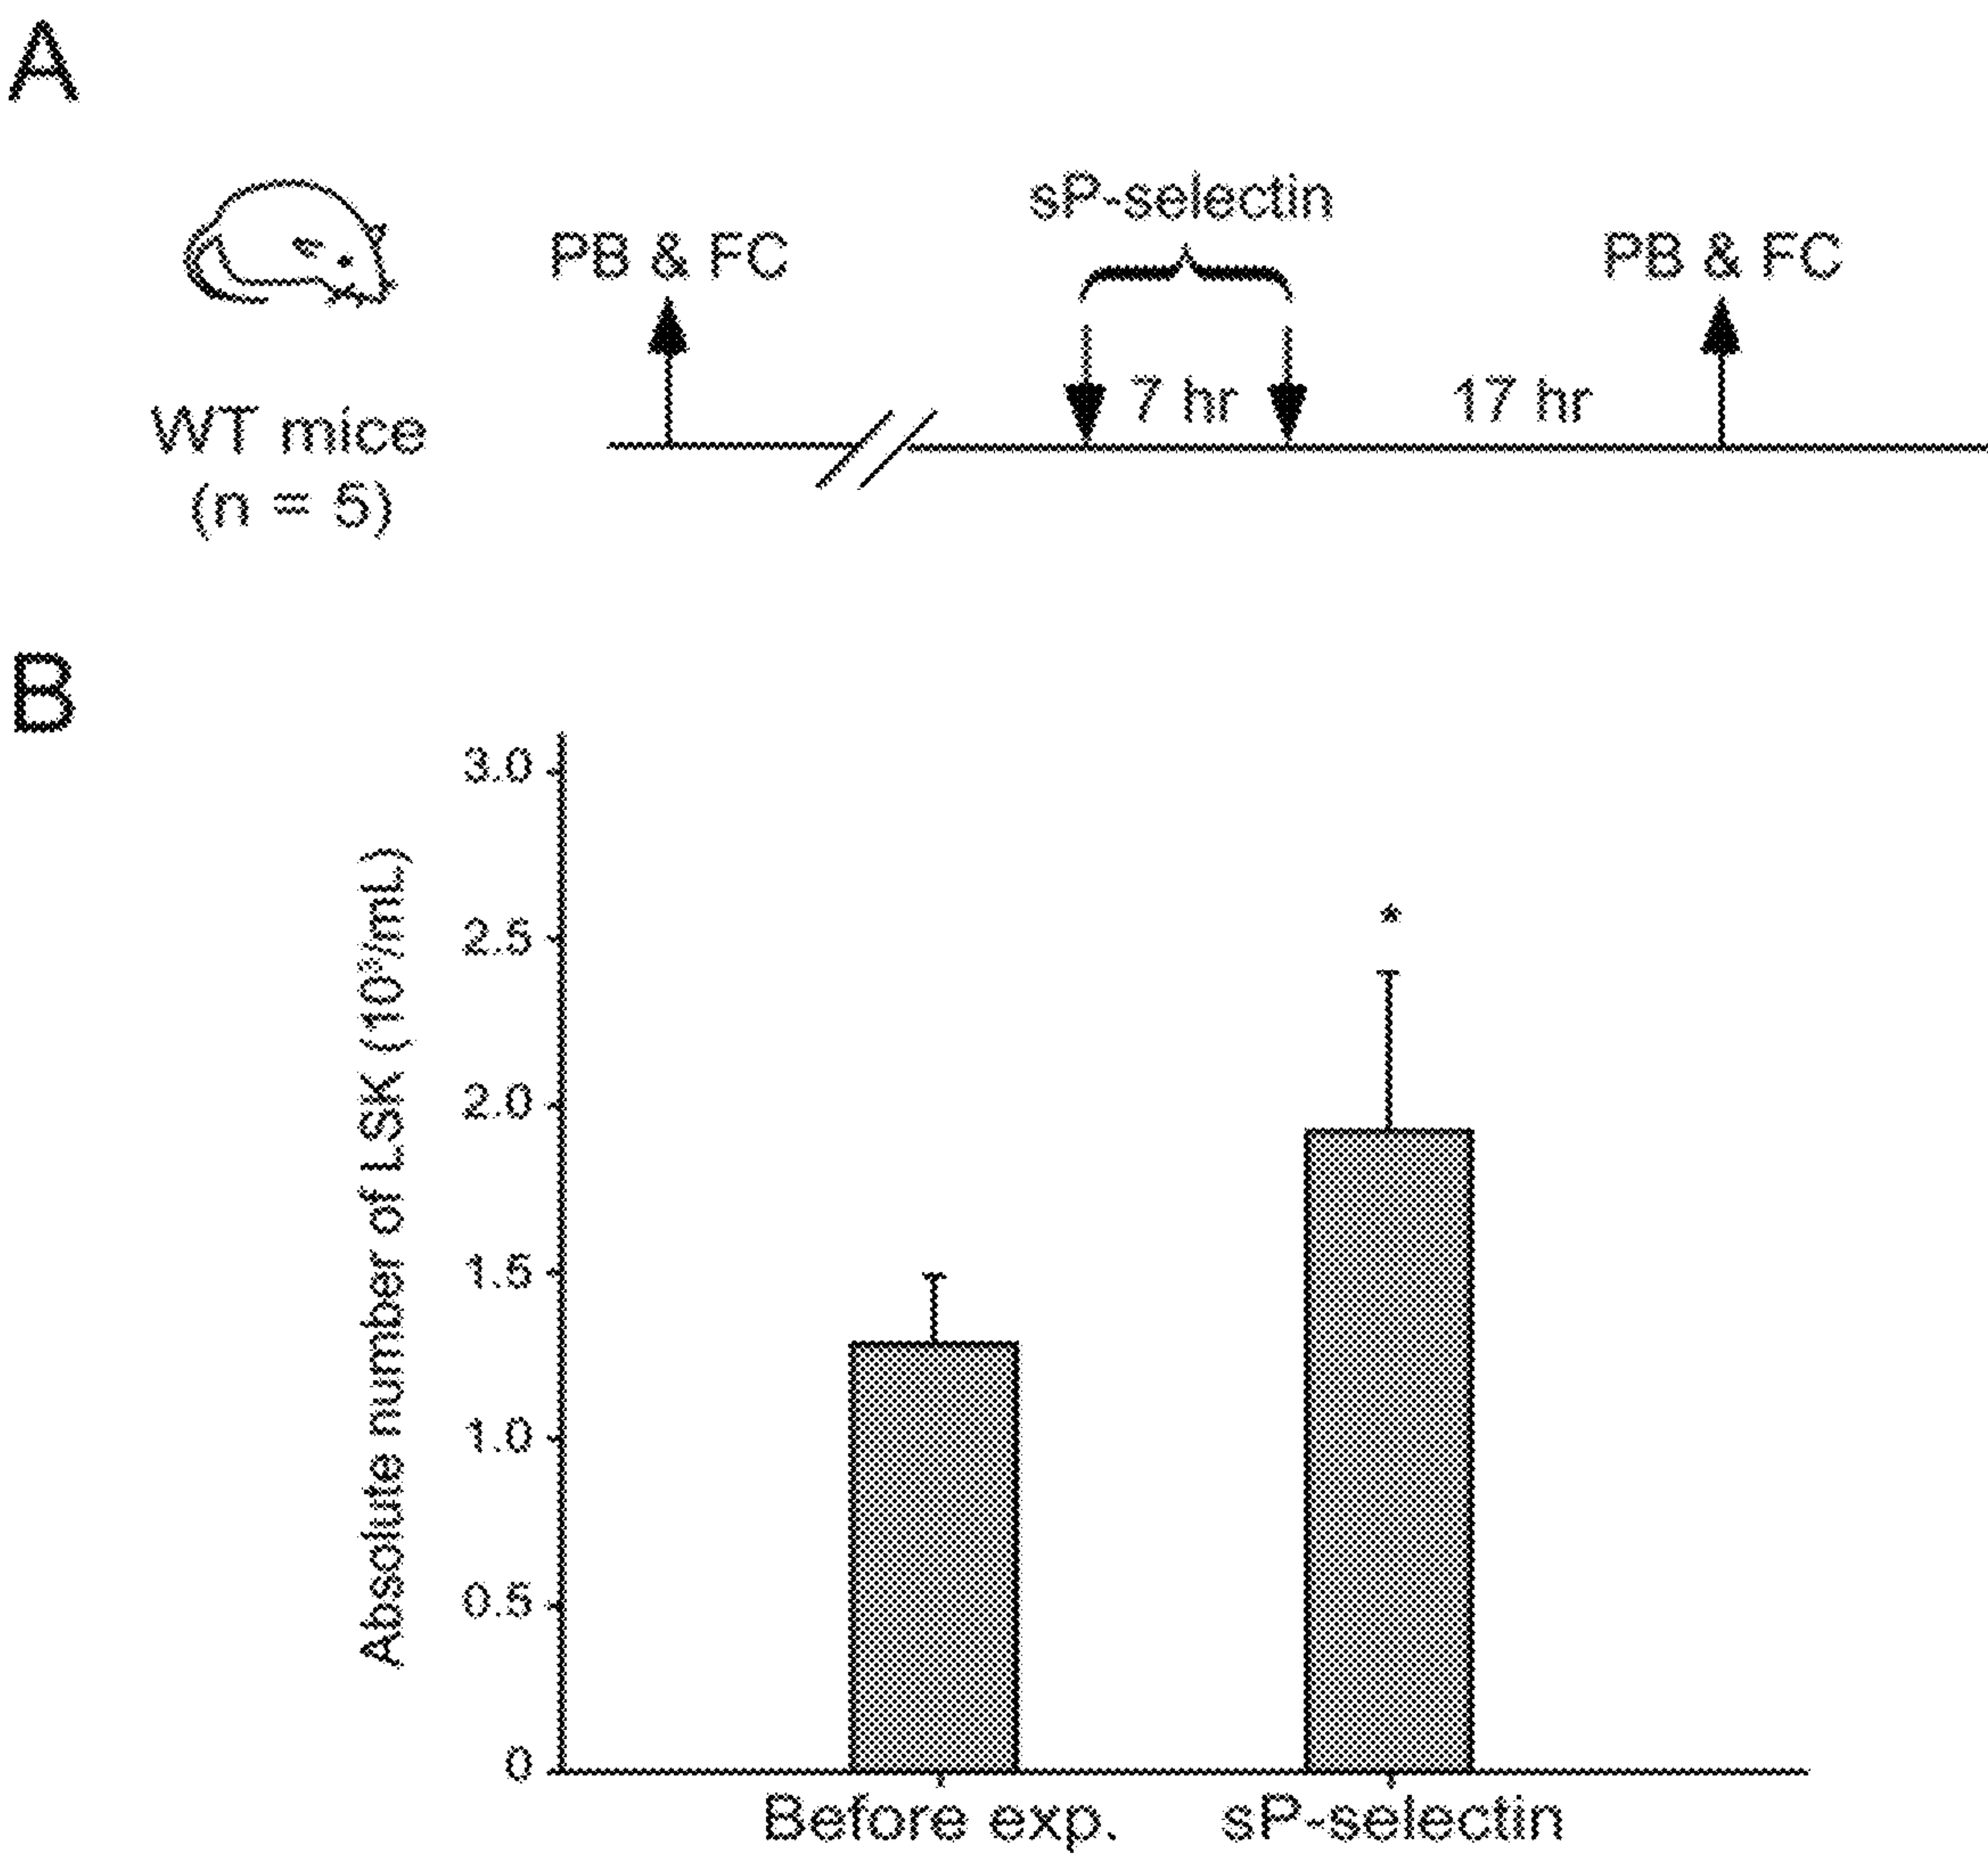 A
sP-selectin
PB & FC
PB & FC
7 hr
17 hr
WT mice
(n = 5)
B
Absolute number of LSK (10³/mL)
3.0
2.5
2.0
1.5
1.0
0.5
0
*
Before exp.
sP-selectin